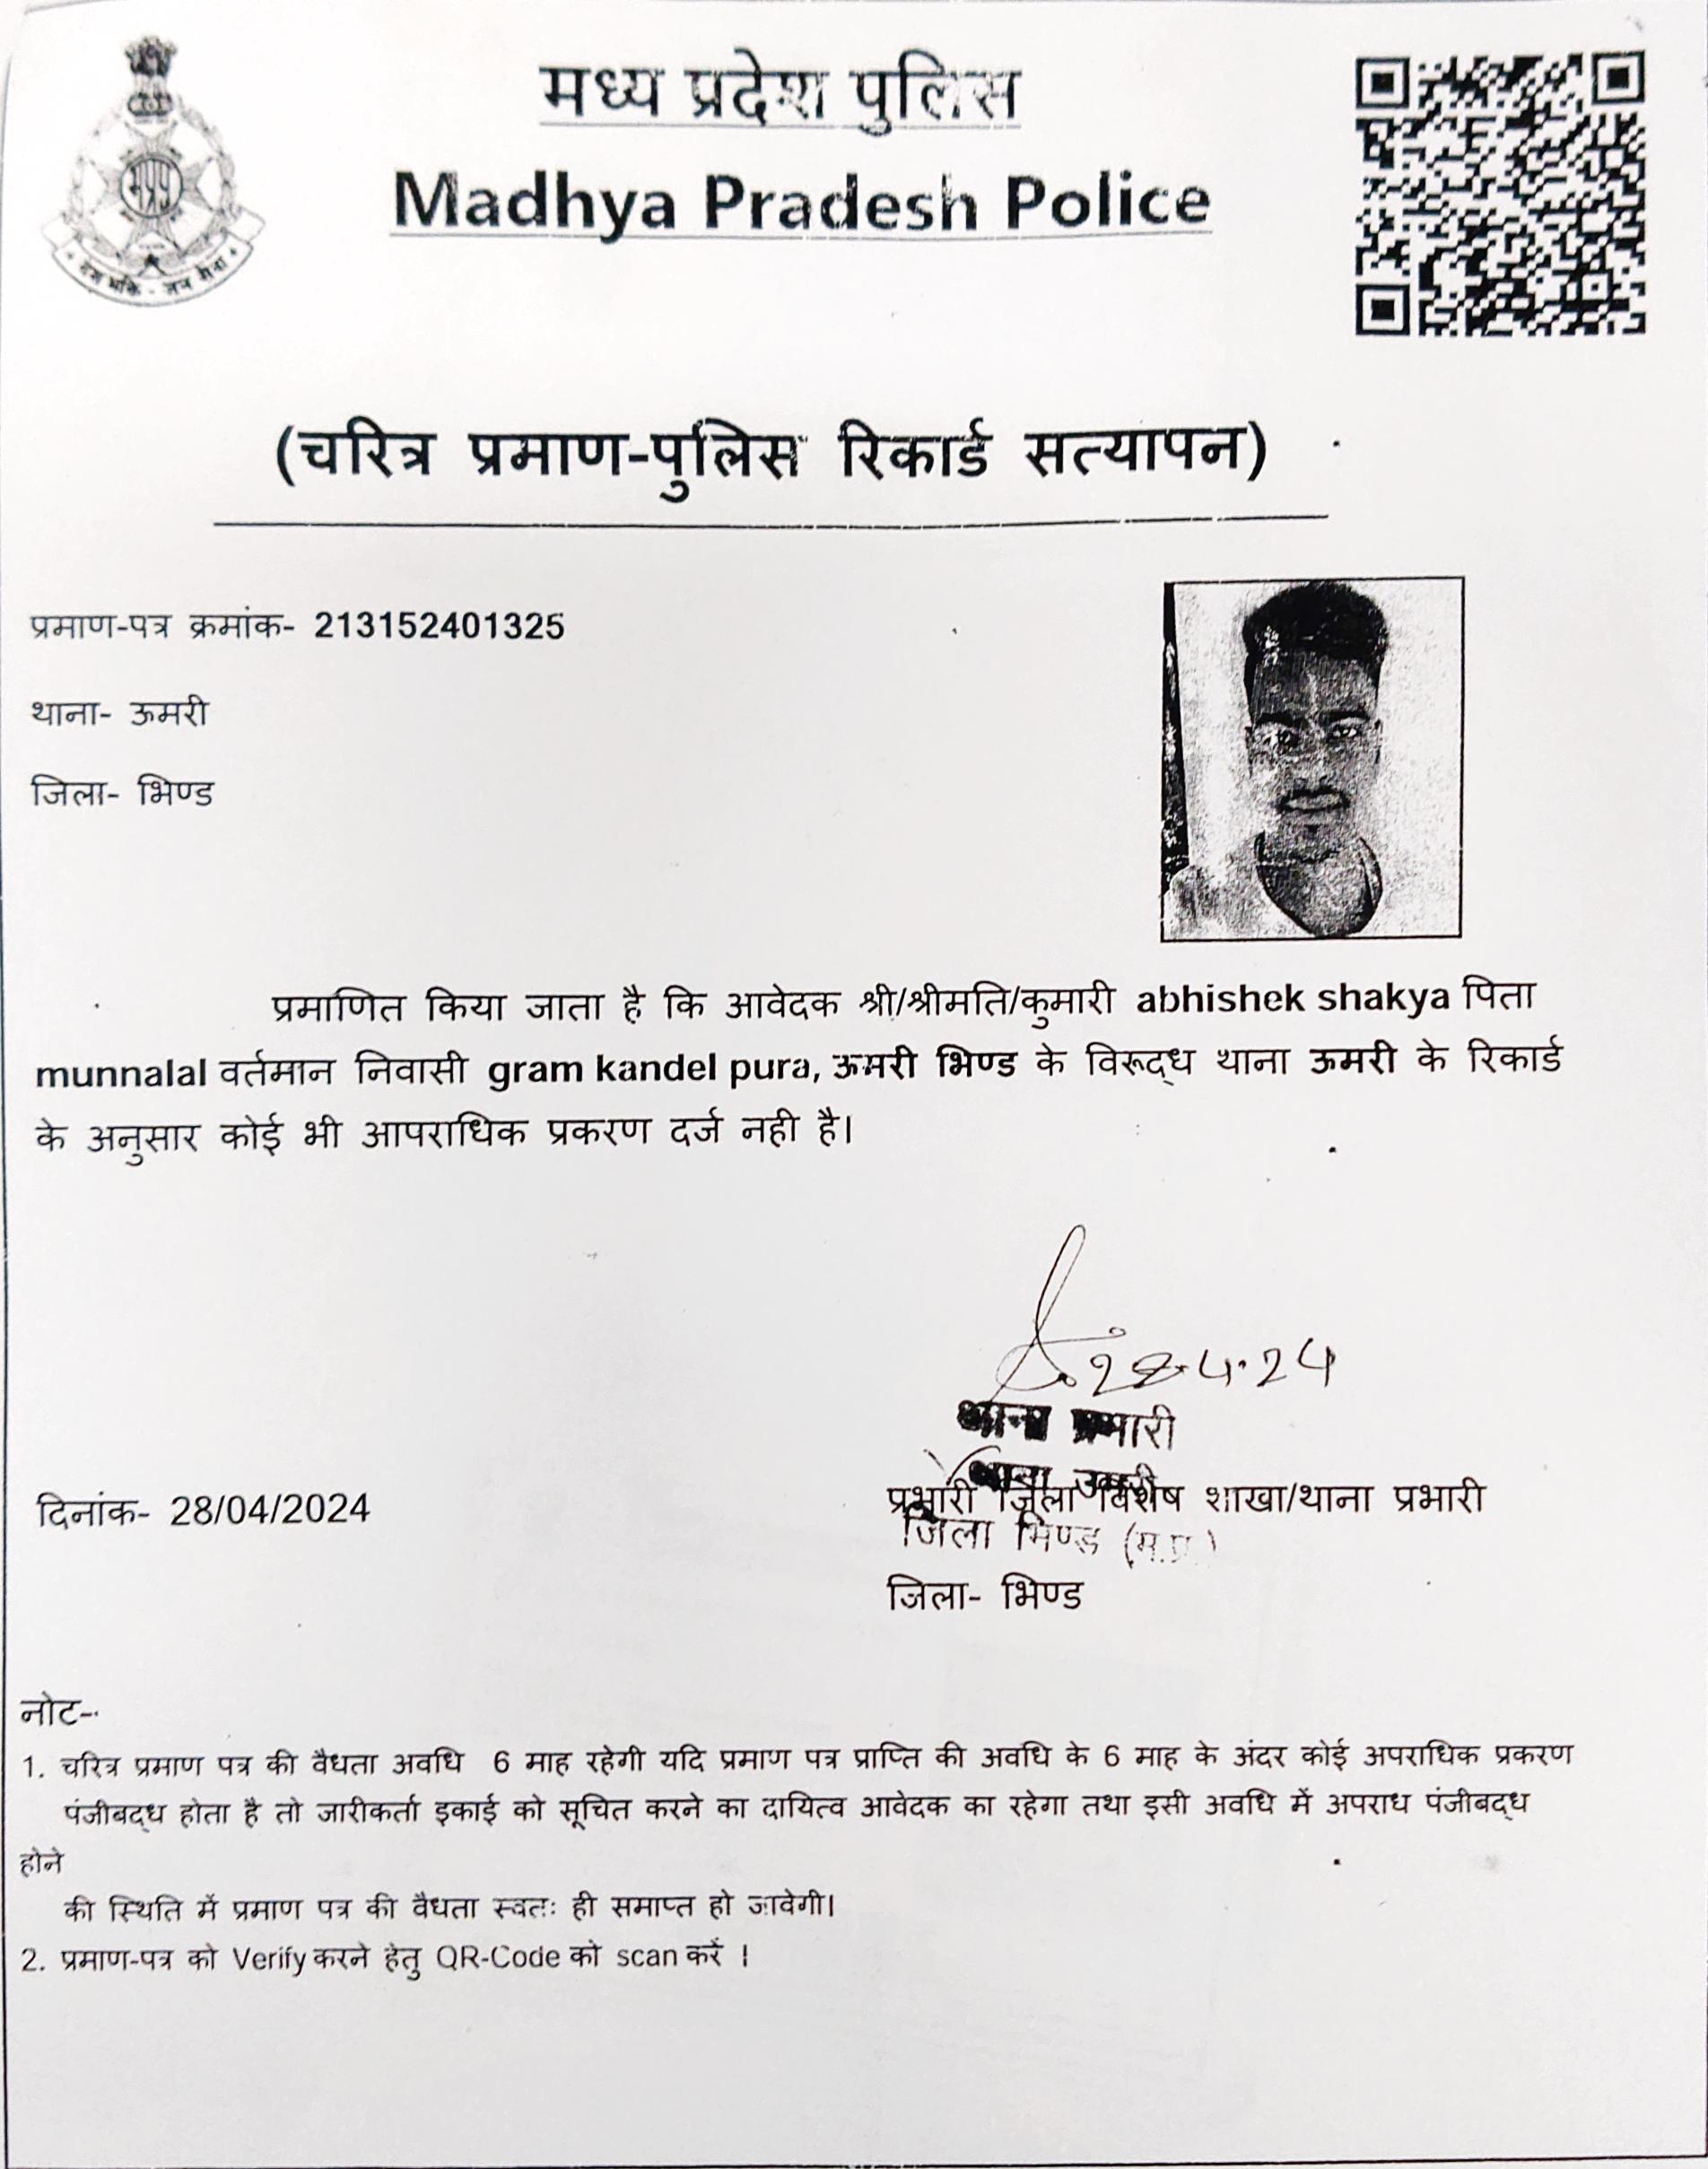 मध्य प्रदेश पुलिस
Madhya Pradesh Police
मप्रपु
देश भक्ति - जन सेवा
(चरित्र प्रमाण-पुलिस रिकार्ड सत्यापन)
प्रमाण-पत्र क्रमांक- 213152401325
थाना- ऊमरी
जिला- भिण्ड
प्रमाणित किया जाता है कि आवेदक श्री/श्रीमति/कुमारी abhishek shakya पिता
munnalal वर्तमान निवासी gram kandel pura, ऊमरी भिण्ड के विरूद्ध थाना ऊमरी के रिकार्ड
के अनुसार कोई भी आपराधिक प्रकरण दर्ज नही है।
28.4.24
थाना प्रभारी
थाना ऊमरी
दिनांक- 28/04/2024
प्रभारी जिला विशेष शाखा/थाना प्रभारी
जिला भिण्ड (म.प्र.)
जिला- भिण्ड
नोट-
1. चरित्र प्रमाण पत्र की वैधता अवधि 6 माह रहेगी यदि प्रमाण पत्र प्राप्ति की अवधि के 6 माह के अंदर कोई अपराधिक प्रकरण
पंजीबद्ध होता है तो जारीकर्ता इकाई को सूचित करने का दायित्व आवेदक का रहेगा तथा इसी अवधि में अपराध पंजीबद्ध
होने
की स्थिति में प्रमाण पत्र की वैधता स्वतः ही समाप्त हो जावेगी।
2. प्रमाण-पत्र को Verify करने हेतु QR-Code को scan करें !